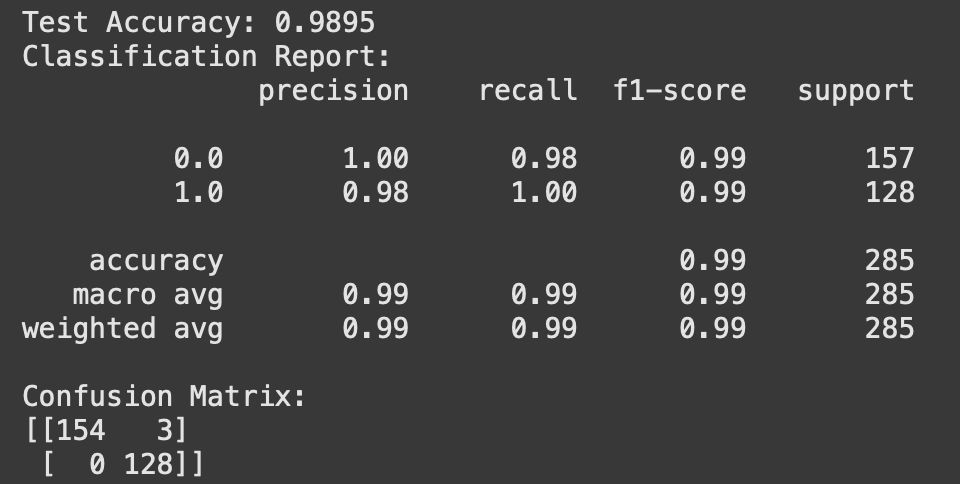 Test Accuracy: 0.9895
Classification Report:
              precision    recall  f1-score   support

         0.0       1.00      0.98      0.99       157
         1.0       0.98      1.00      0.99       128

    accuracy                           0.99       285
   macro avg       0.99      0.99      0.99       285
weighted avg       0.99      0.99      0.99       285

Confusion Matrix:
[[154   3]
 [  0 128]]